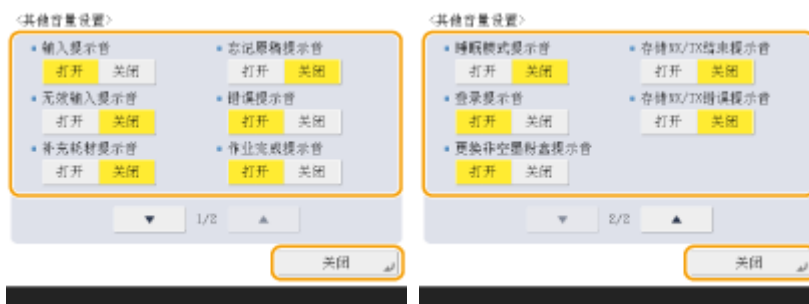 <其他音量设置>
输入提示音 忘记原稿提示音
打开 关闭 打开 关闭
无效输入提示音 错误提示音
打开 关闭 打开 关闭
补充耗材提示音 作业完成提示音
打开 关闭 打开 关闭
1/2
关闭
<其他音量设置>
睡眠模式提示音 存储RX/TX结束提示音
打开 关闭 打开 关闭
登录提示音 存储RX/TX错误提示音
打开 关闭 打开 关闭
更换非空墨粉盒提示音
打开 关闭
2/2
关闭